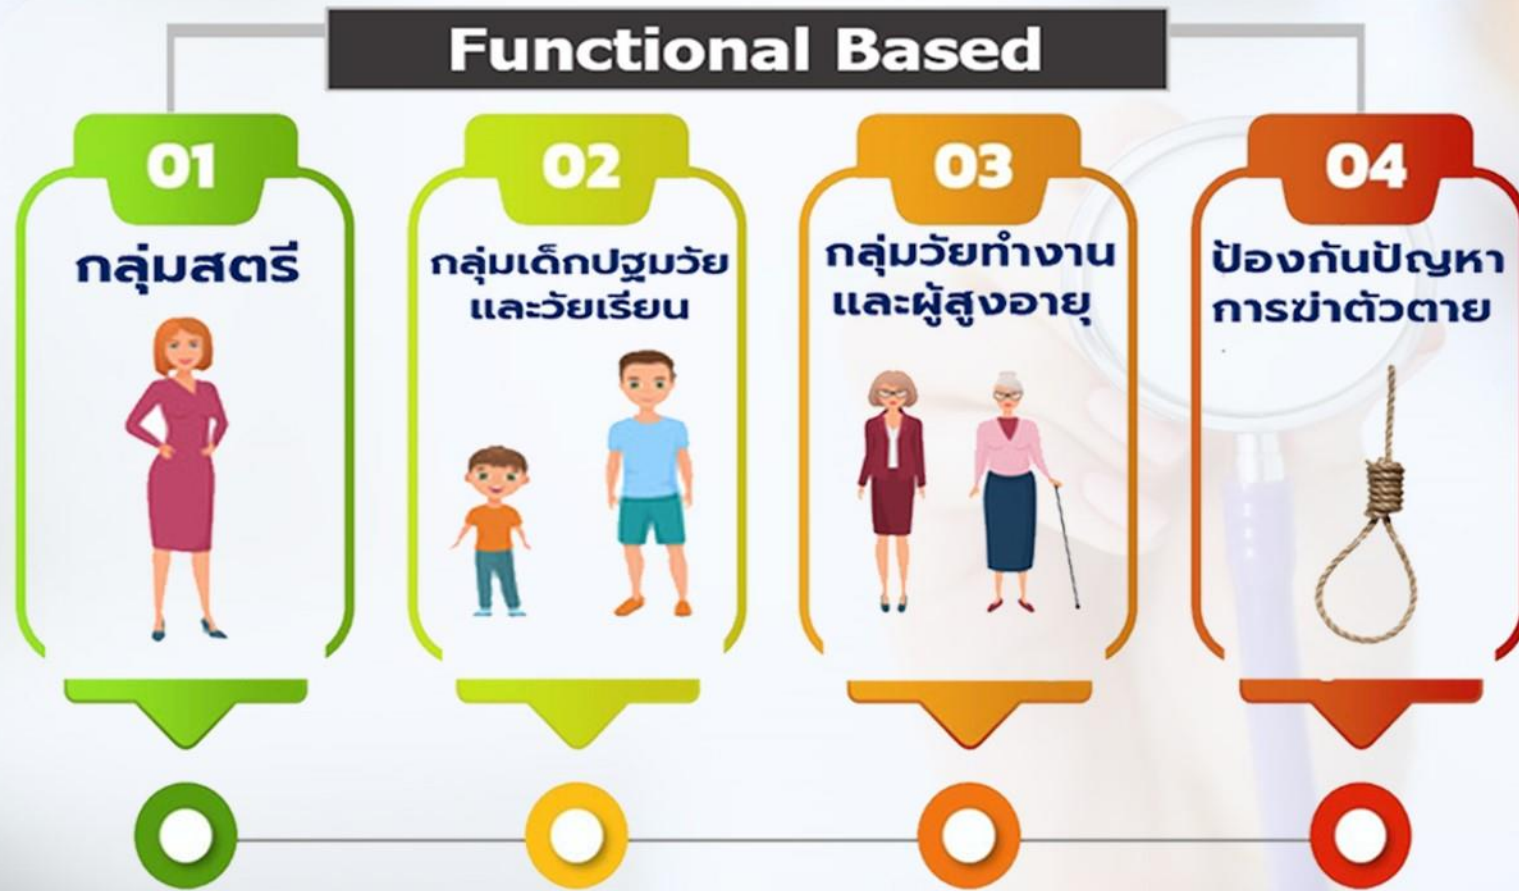 Functional Based
01
กลุ่มสตรี
02
กลุ่มเด็กปฐมวัย
และวัยเรียน
03
กลุ่มวัยทำงาน
และผู้สูงอายุ
04
ป้องกันปัญหา
การฆ่าตัวตาย